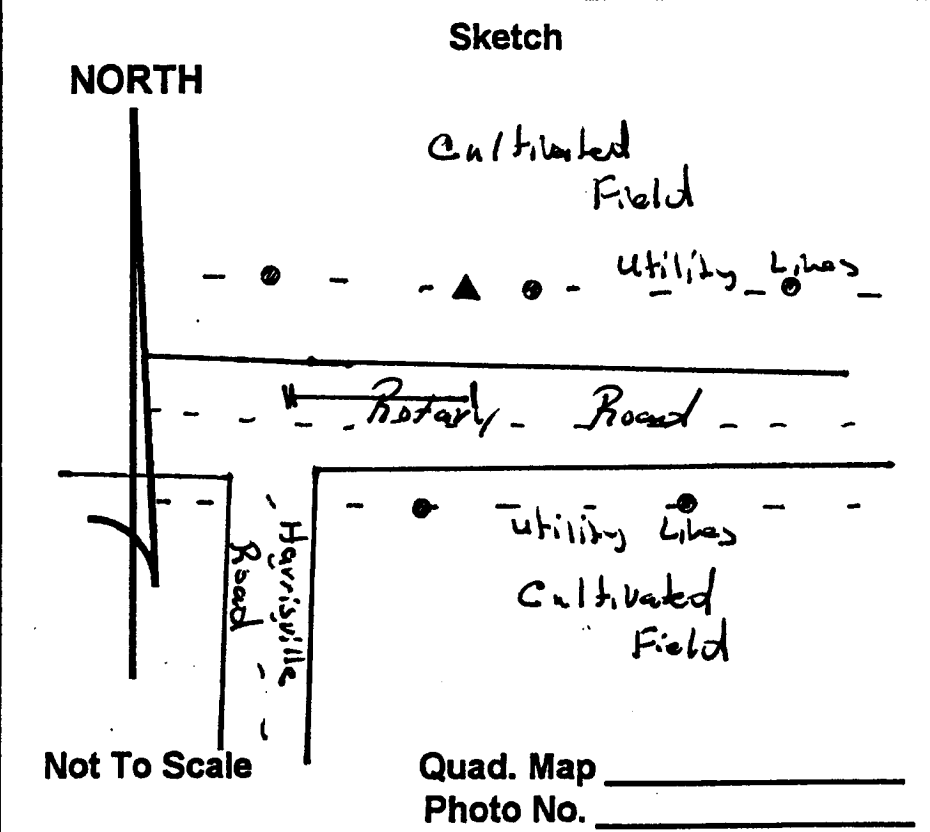 Sketch
NORTH
Cultivated
Field
Utility Lines
Rotary Road
Utility Lines
Harrisville
Road
Cultivated
Field
Not To Scale
Quad. Map
Photo No.